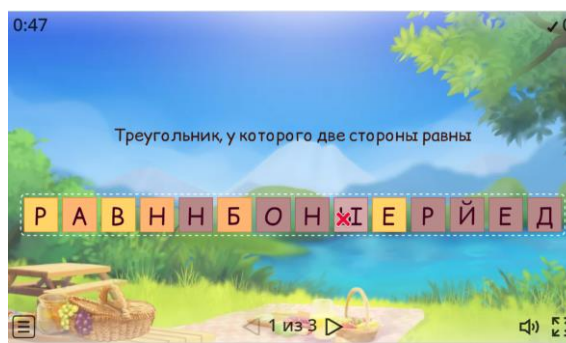 0:47
Треугольник, у которого две стороны равны
Р А В Н Н Б О Н Ы Е Р Й Е Д
1 из 3